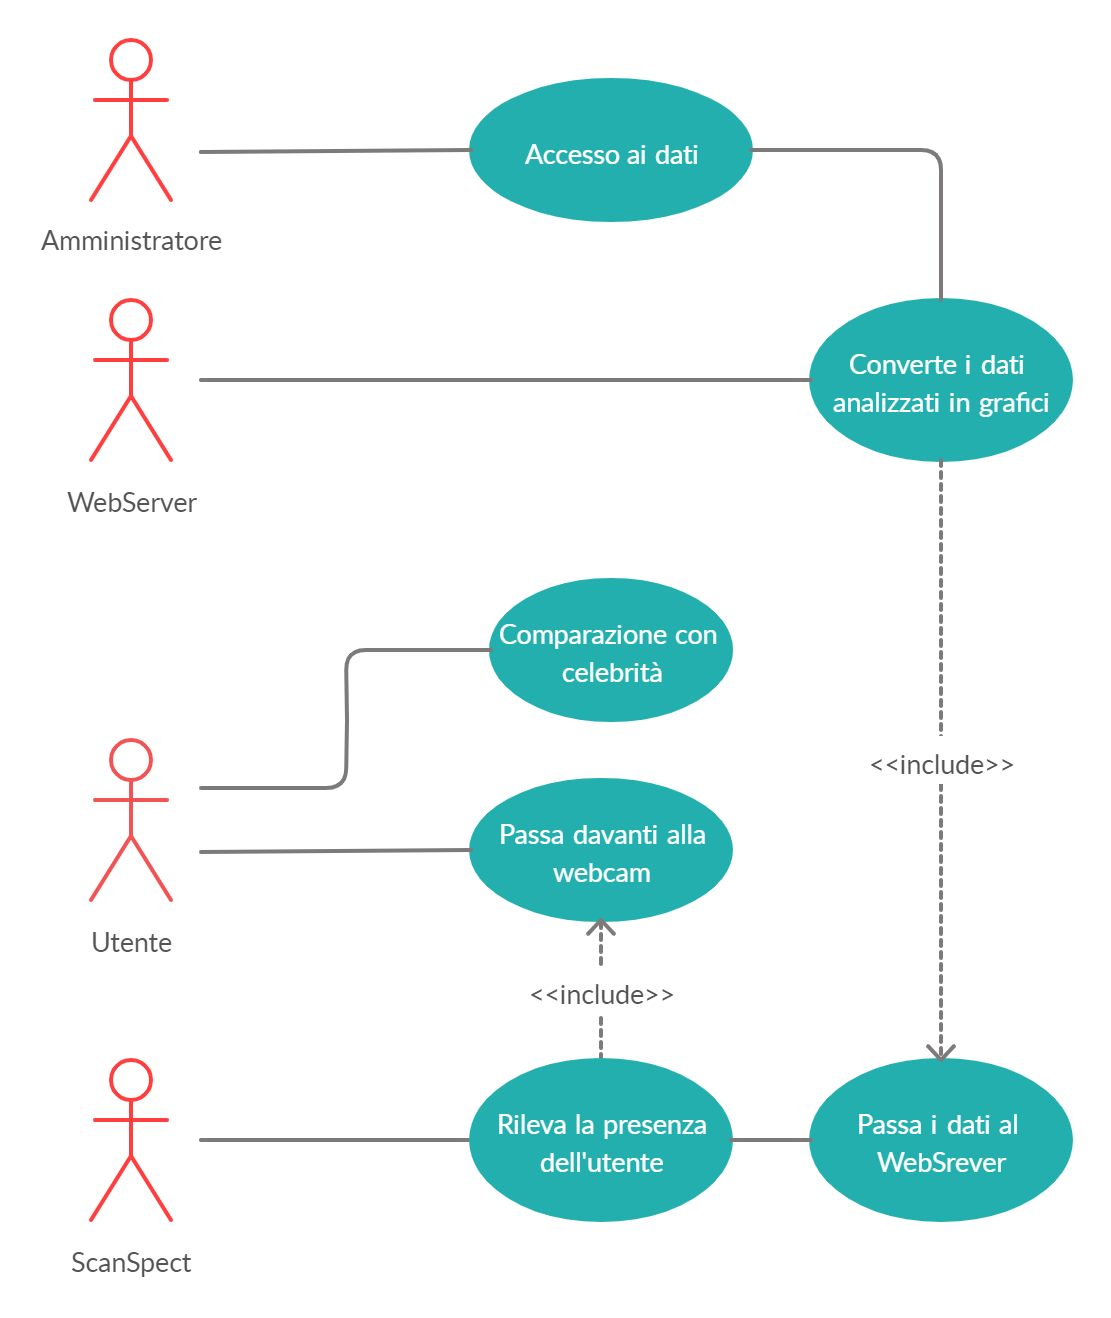 Accesso ai dati
Amministratore
Converte i dati
analizzati in grafici
WebServer
Comparazione con
celebrità
<<include>>
Passa davanti alla
webcam
Utente
<<include>>
Rileva la presenza
dell'utente
Passa i dati al
WebSrever
ScanSpect